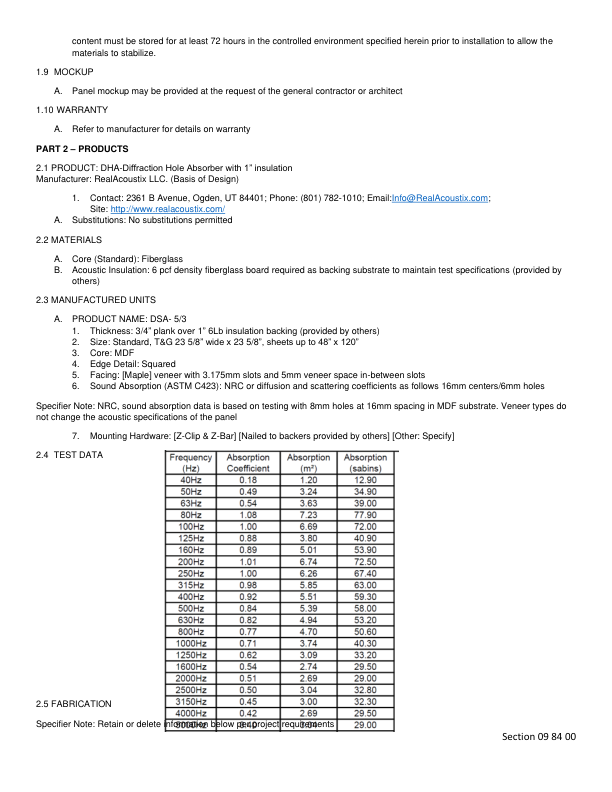 content must be stored for at least 72 hours in the controlled environment specified herein prior to installation to allow the
materials to stabilize.
1.9 MOCKUP
A. Panel mockup may be provided at the request of the general contractor or architect
1.10 WARRANTY
A. Refer to manufacturer for details on warranty
PART 2 – PRODUCTS
2.1 PRODUCT: DHA-Diffraction Hole Absorber with 1" insulation
Manufacturer: RealAcoustix LLC. (Basis of Design)
1. Contact: 2361 B Avenue, Ogden, UT 84401; Phone: (801) 782-1010; Email:Info@RealAcoustix.com;
Site: http://www.realacoustix.com/
A. Substitutions: No substitutions permitted
2.2 MATERIALS
A. Core (Standard): Fiberglass
B. Acoustic Insulation: 6 pcf density fiberglass board required as backing substrate to maintain test specifications (provided by
others)
2.3 MANUFACTURED UNITS
A. PRODUCT NAME: DSA- 5/3
1. Thickness: 3/4" plank over 1" 6Lb insulation backing (provided by others)
2. Size: Standard, T&G 23 5/8" wide x 23 5/8", sheets up to 48" x 120"
3. Core: MDF
4. Edge Detail: Squared
5. Facing: [Maple] veneer with 3.175mm slots and 5mm veneer space in-between slots
6. Sound Absorption (ASTM C423): NRC or diffusion and scattering coefficients as follows 16mm centers/6mm holes
Specifier Note: NRC, sound absorption data is based on testing with 8mm holes at 16mm spacing in MDF substrate. Veneer types do
not change the acoustic specifications of the panel
7. Mounting Hardware: [Z-Clip & Z-Bar] [Nailed to backers provided by others] [Other: Specify]
2.4 TEST DATA
Frequency (Hz) Absorption Coefficient Absorption (m²) Absorption (sabins)
40Hz 0.18 1.20 12.90
50Hz 0.49 3.24 34.90
63Hz 0.54 3.63 39.00
80Hz 1.08 7.23 77.90
100Hz 1.00 6.69 72.00
125Hz 0.88 3.80 40.90
160Hz 0.89 5.01 53.90
200Hz 1.01 6.74 72.50
250Hz 1.00 6.26 67.40
315Hz 0.98 5.85 63.00
400Hz 0.92 5.51 59.30
500Hz 0.84 5.39 58.00
630Hz 0.82 4.94 53.20
800Hz 0.77 4.70 50.60
1000Hz 0.71 3.74 40.30
1250Hz 0.62 3.09 33.20
1600Hz 0.54 2.74 29.50
2000Hz 0.51 2.69 29.00
2500Hz 0.50 3.04 32.80
3150Hz 0.45 3.00 32.30
4000Hz 0.42 2.69 29.50
29.00
2.5 FABRICATION
Specifier Note: Retain or delete information below per project requirements
Section 09 84 00